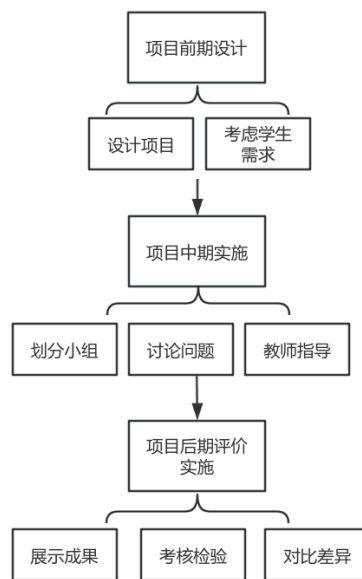 项目前期设计
设计项目
考虑学生
需求
项目中期实施
划分小组
讨论问题
教师指导
项目后期评价
实施
展示成果
考核检验
对比差异